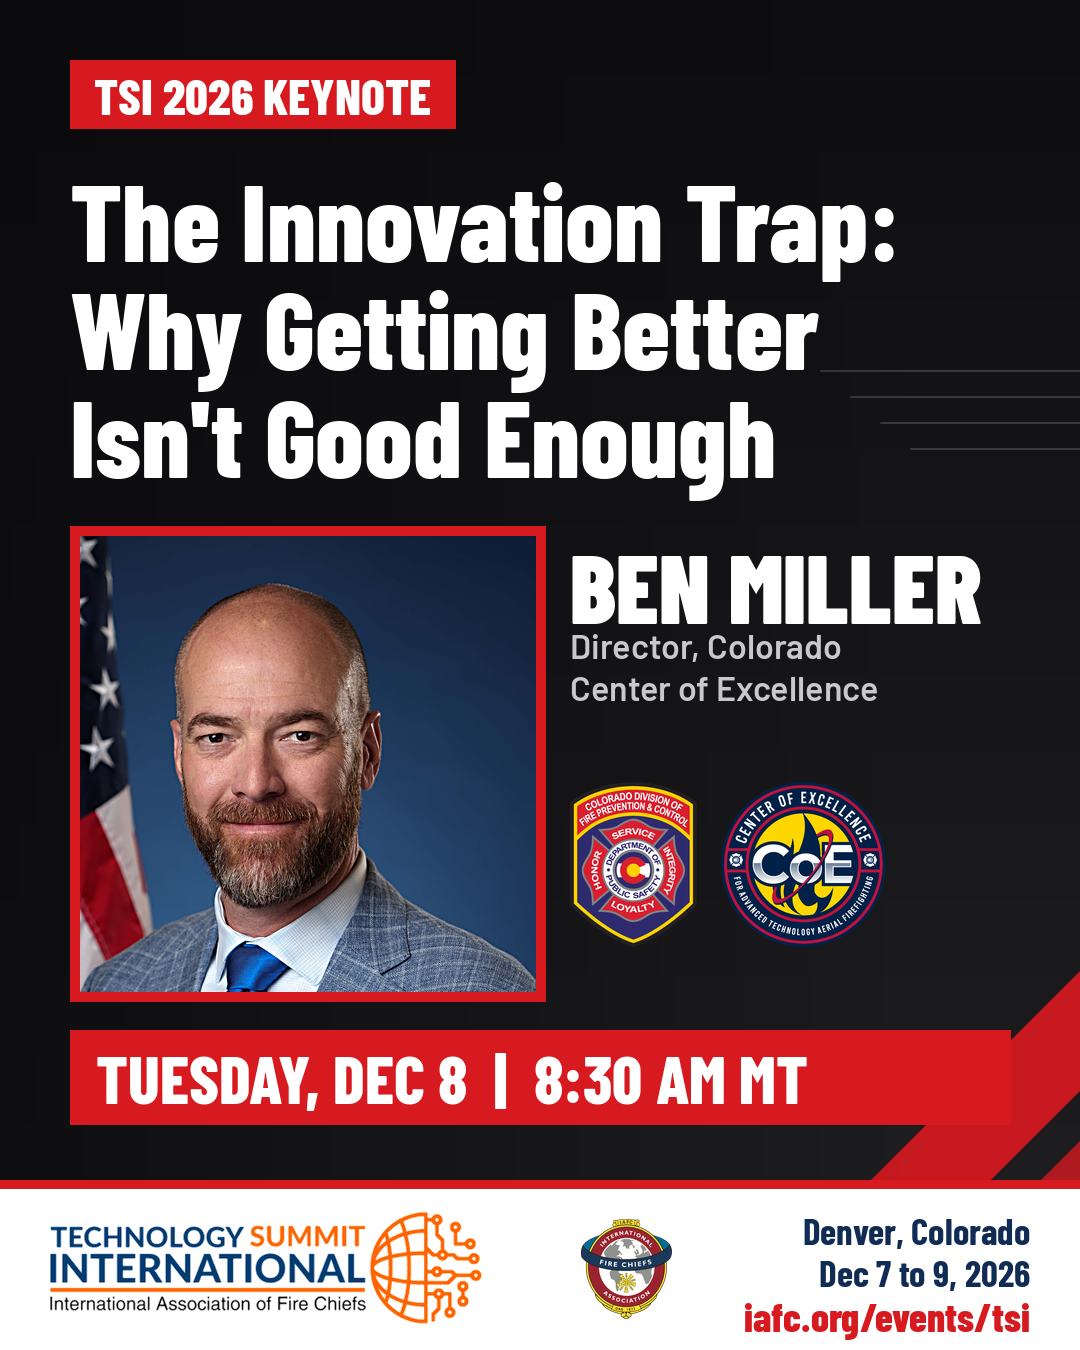 TSI 2026 KEYNOTE
The Innovation Trap:
Why Getting Better
Isn't Good Enough
BEN MILLER
Director, Colorado
Center of Excellence
COLORADO DIVISION OF
FIRE PREVENTION & CONTROL
SERVICE
HONOR
INTEGRITY
LOYALTY
DEPARTMENT OF
PUBLIC SAFETY
CENTER OF EXCELLENCE
CoE
FOR ADVANCED TECHNOLOGY AERIAL FIREFIGHTING
TUESDAY, DEC 8 | 8:30 AM MT
TECHNOLOGY SUMMIT
INTERNATIONAL
International Association of Fire Chiefs
IAFC
INTERNATIONAL
FIRE CHIEFS
ASSOCIATION
Denver, Colorado
Dec 7 to 9, 2026
iafc.org/events/tsi